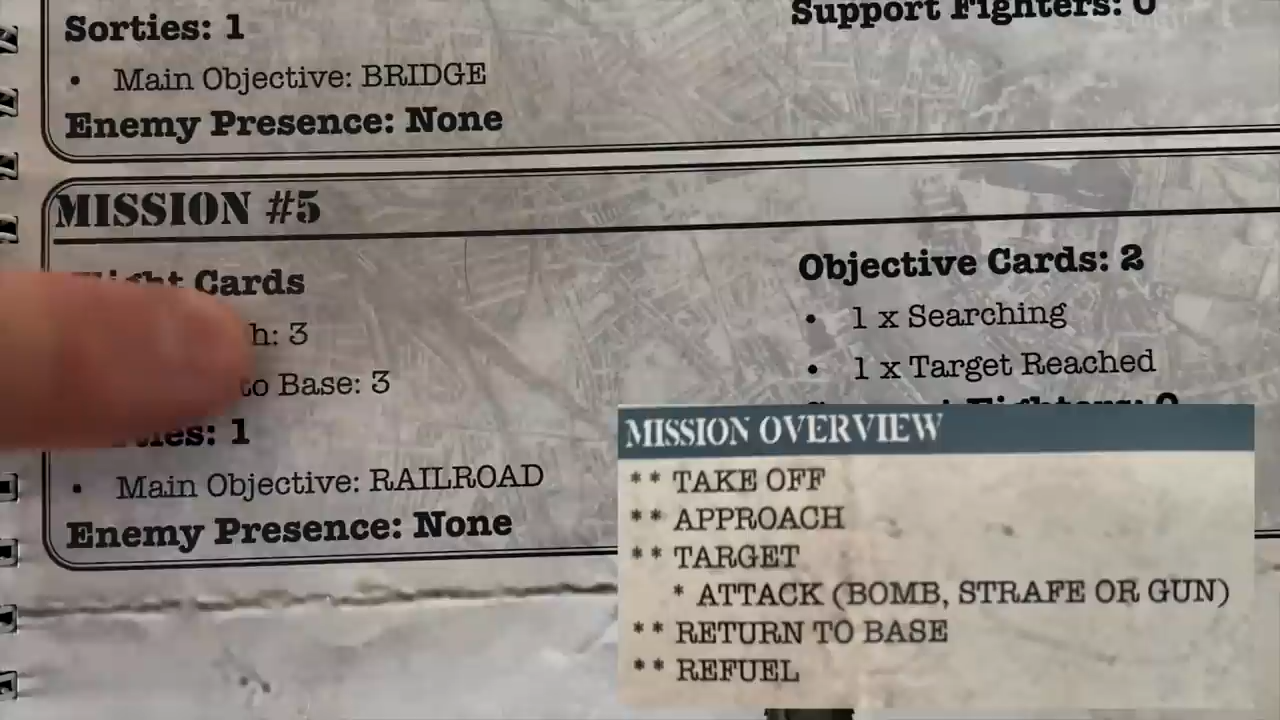 Support Fighters: 0
Sorties: 1
• Main Objective: BRIDGE
Enemy Presence: None
MISSION #5
Cards
h: 3
to Base: 3
: 1
• Main Objective: RAILROAD
Enemy Presence: None
Objective Cards: 2
• 1 x Searching
• 1 x Target Reached
MISSION OVERVIEW
** TAKE OFF
** APPROACH
** TARGET
* ATTACK (BOMB, STRAFE OR GUN)
** RETURN TO BASE
** REFUEL